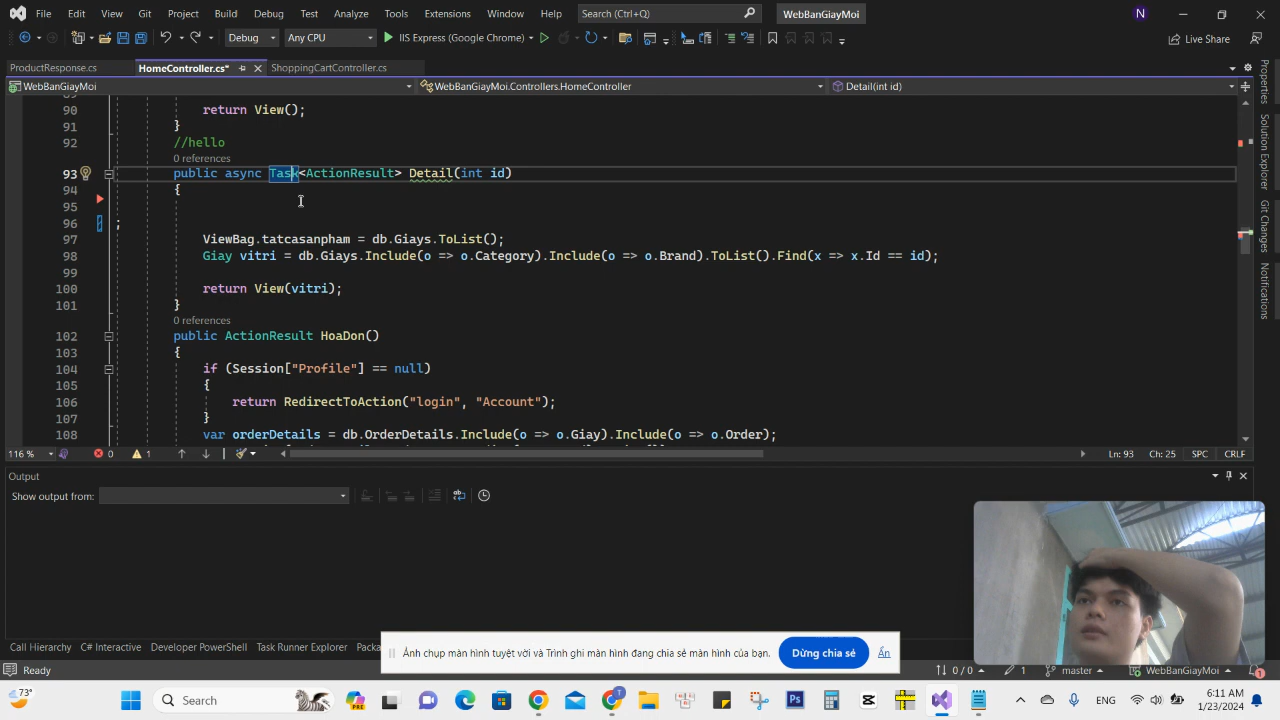 File Edit View Git Project Build Debug Test Analyze Tools Extensions Window Help Search (Ctrl+Q) WebBanGiayMoi N
Debug Any CPU IIS Express (Google Chrome) Live Share
ProductResponse.cs HomeController.cs* ShoppingCartController.cs
WebBanGiayMoi WebBanGiayMoi.Controllers.HomeController Detail(int id)
90 return View();
91 }
92 //hello
0 references
93 public async Task<ActionResult> Detail(int id)
94 {
95
96 ;
97 ViewBag.tatcasanpham = db.Giays.ToList();
98 Giay vitri = db.Giays.Include(o => o.Category).Include(o => o.Brand).ToList().Find(x => x.Id == id);
99
100 return View(vitri);
101 }
0 references
102 public ActionResult HoaDon()
103 {
104 if (Session["Profile"] == null)
105 {
106 return RedirectToAction("login", "Account");
107 }
108 var orderDetails = db.OrderDetails.Include(o => o.Giay).Include(o => o.Order);
Properties
Solution Explorer
Git Changes
Notifications
116 % 0 1 Ln: 93 Ch: 25 SPC CRLF
Output
Show output from:
Call Hierarchy C# Interactive Developer PowerShell Task Runner Explorer
Ảnh chụp màn hình tuyệt vời và Trình ghi màn hình đang chia sẻ màn hình của bạn. Dừng chia sẻ Ẩn
Ready 0 / 0 1 master WebBanGiayMoi 1
73° Search PRE T Ps ENG 6:11 AM
1/23/2024